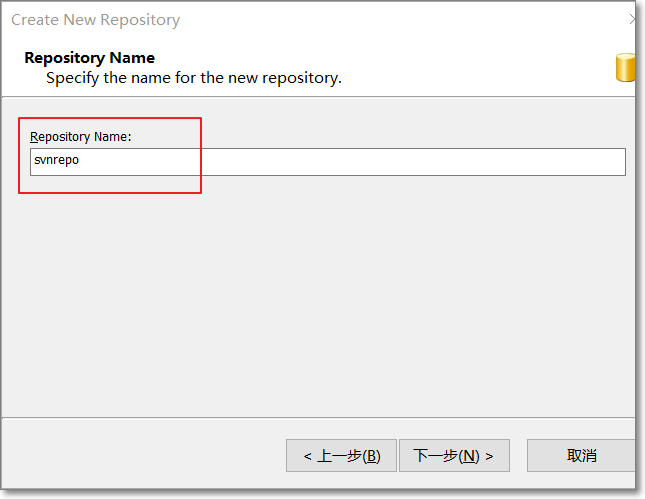 Create New Repository
Repository Name
Specify the name for the new repository.
Repository Name:
svnrepo
< 上一步(B) 下一步(N) > 取消